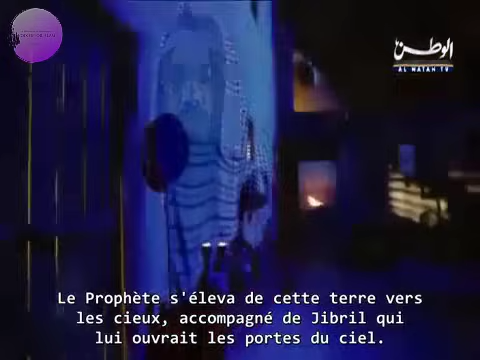 الوطن
AL WATAN TV
Le Prophète s'éleva de cette terre vers
les cieux, accompagné de Jibril qui
lui ouvrait les portes du ciel.